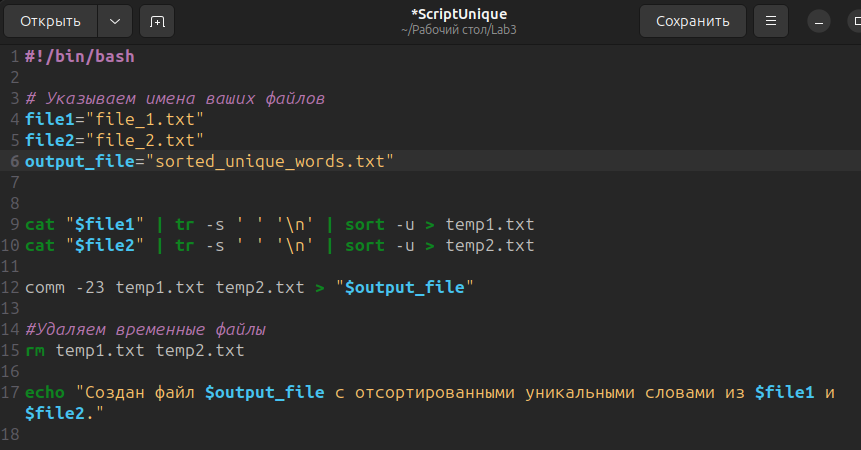 Открыть
*ScriptUnique
~/Рабочий стол/Lab3
Сохранить
1 #!/bin/bash
2
3 # Указываем имена ваших файлов
4 file1="file_1.txt"
5 file2="file_2.txt"
6 output_file="sorted_unique_words.txt"
7
8
9 cat "$file1" | tr -s ' ' '\n' | sort -u > temp1.txt
10 cat "$file2" | tr -s ' ' '\n' | sort -u > temp2.txt
11
12 comm -23 temp1.txt temp2.txt > "$output_file"
13
14 #Удаляем временные файлы
15 rm temp1.txt temp2.txt
16
17 echo "Создан файл $output_file с отсортированными уникальными словами из $file1 и
$file2."
18